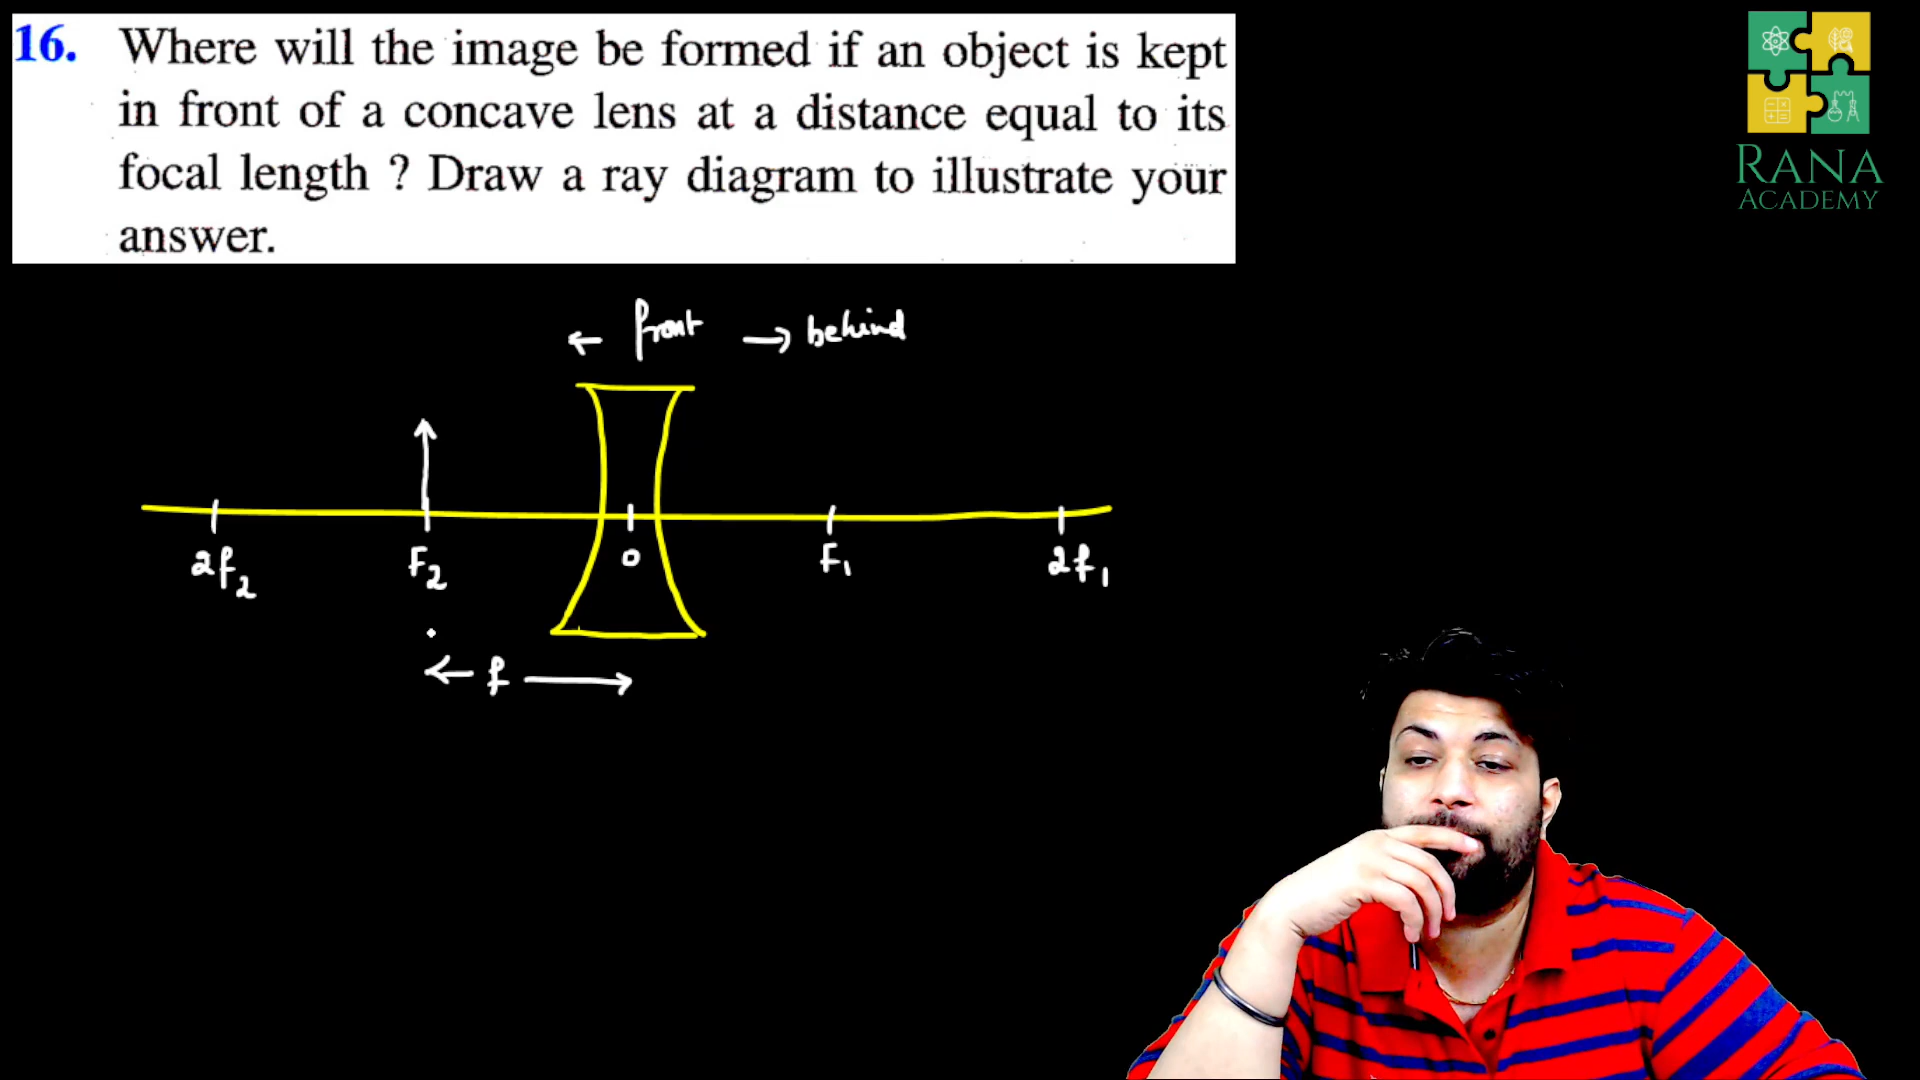 16. Where will the image be formed if an object is kept
in front of a concave lens at a distance equal to its
focal length ? Draw a ray diagram to illustrate your
answer.
RANA
ACADEMY
← front → behind
2f₂ F₂ O F₁ 2f₁
← f →